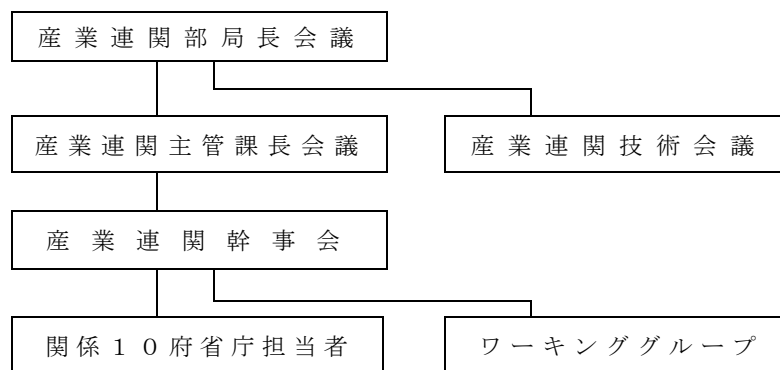 産業連関部局長会議
産業連関主管課長会議
産業連関技術会議
産業連関幹事会
関係１０府省庁担当者
ワーキンググループ